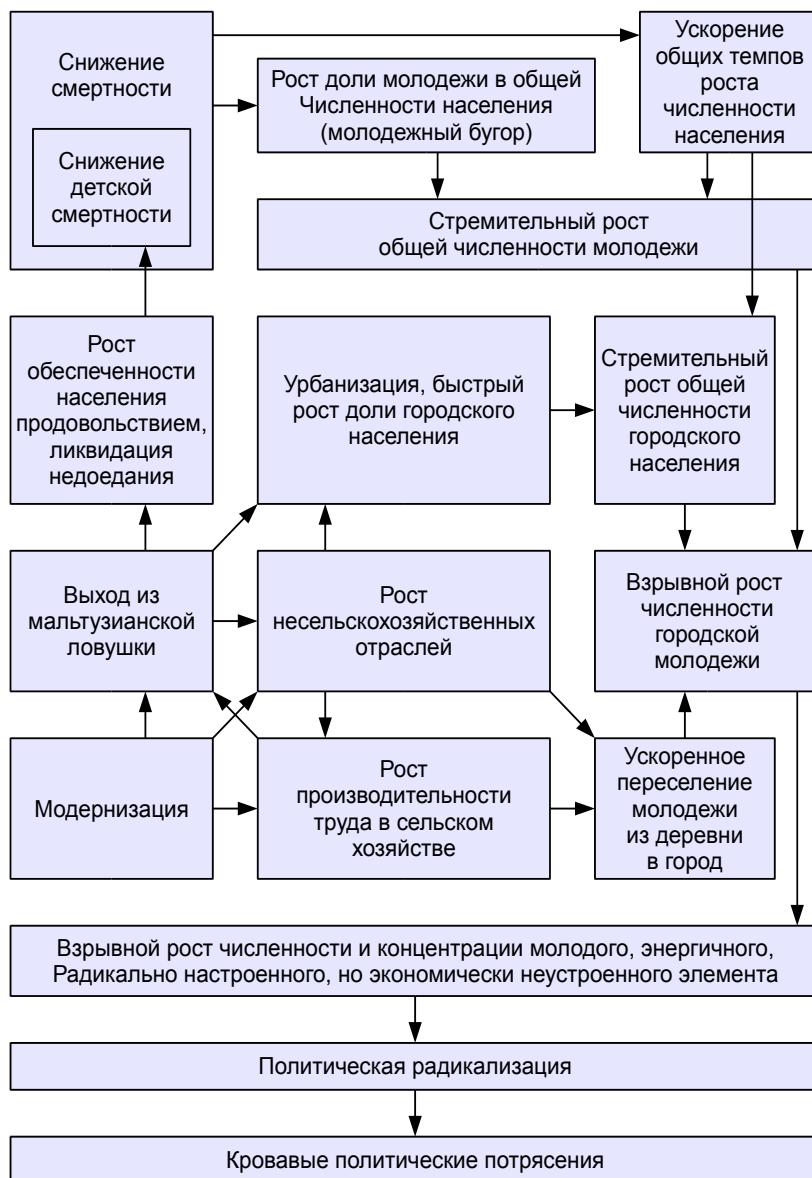 Снижение
смертности
Снижение
детской
смертности
Рост доли молодежи в общей
Численности населения
(молодежный бугор)
Ускорение
общих темпов
роста
численности
населения
Стремительный рост
общей численности молодежи
Рост
обеспеченности
населения
продовольствием,
ликвидация
недоедания
Урбанизация, быстрый
рост доли городского
населения
Стремительный
рост общей
численности
городского
населения
Выход из
мальтузианской
ловушки
Рост
несельскохозяйственных
отраслей
Взрывной рост
численности
городской
молодежи
Модернизация
Рост
производительности
труда в сельском
хозяйстве
Ускоренное
переселение
молодежи
из деревни
в город
Взрывной рост численности и концентрации молодого, энергичного,
Радикально настроенного, но экономически неустроенного элемента
Политическая радикализация
Кровавые политические потрясения